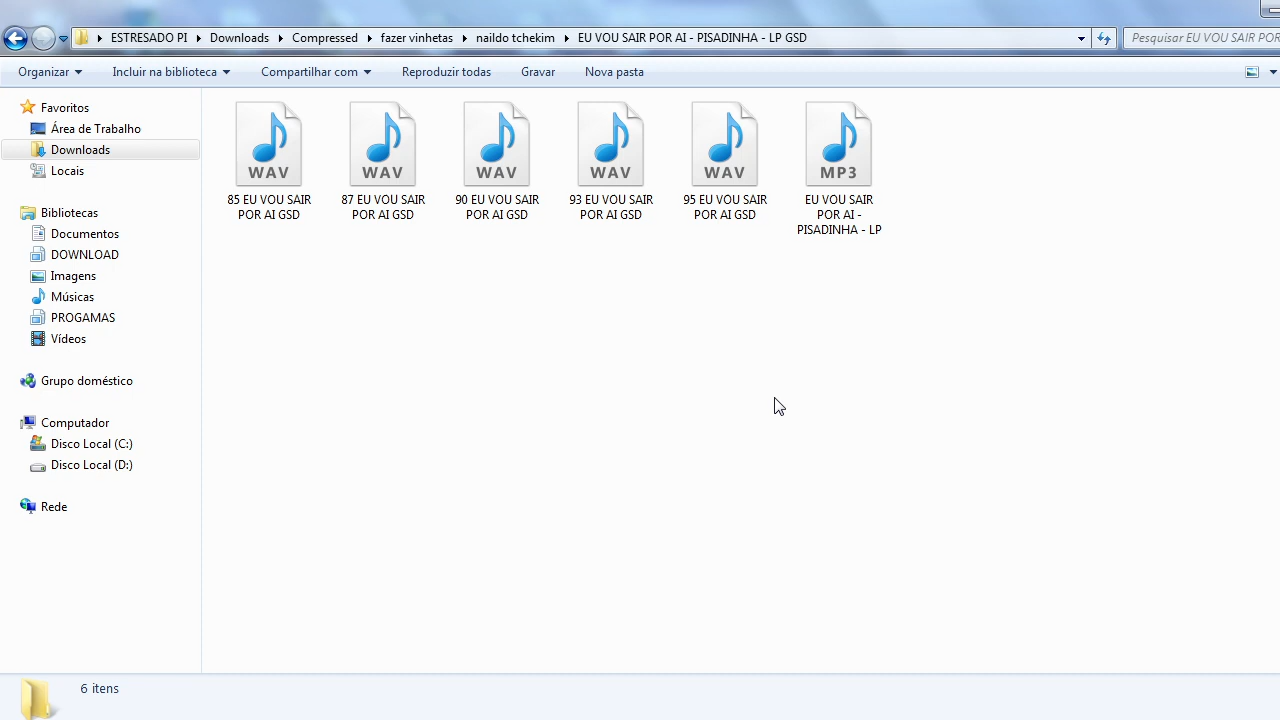 ESTRESADO PI Downloads Compressed fazer vinhetas naildo tchekim EU VOU SAIR POR AI - PISADINHA - LP GSD
Pesquisar EU VOU SAIR POR
Organizar Incluir na biblioteca Compartilhar com Reproduzir todas Gravar Nova pasta
Favoritos
Área de Trabalho
Downloads
Locais
Bibliotecas
Documentos
DOWNLOAD
Imagens
Músicas
PROGAMAS
Vídeos
Grupo doméstico
Computador
Disco Local (C:)
Disco Local (D:)
Rede
WAV
85 EU VOU SAIR
POR AI GSD
WAV
87 EU VOU SAIR
POR AI GSD
WAV
90 EU VOU SAIR
POR AI GSD
WAV
93 EU VOU SAIR
POR AI GSD
WAV
95 EU VOU SAIR
POR AI GSD
MP3
EU VOU SAIR
POR AI -
PISADINHA - LP
6 itens